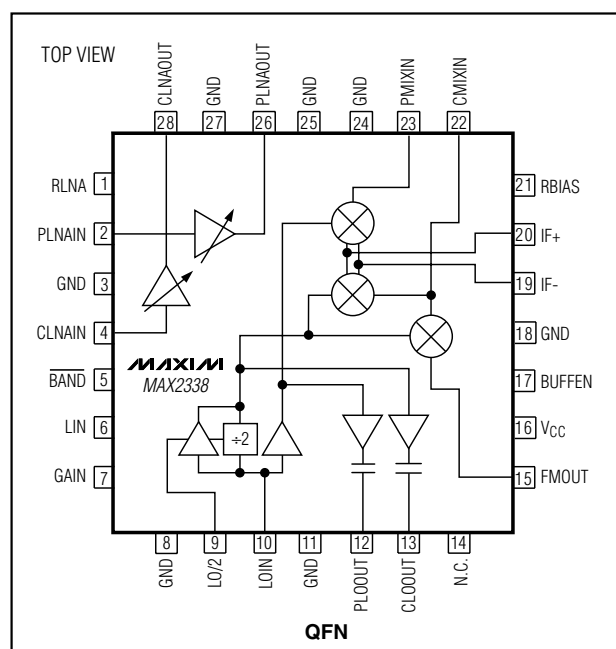 TOP VIEW
CLNAOUT
GND
PLNAOUT
GND
GND
PMIXIN
CMIXIN
28
27
26
25
24
23
22
RLNA 1
PLNAIN 2
GND 3
CLNAIN 4
BAND 5
LIN 6
GAIN 7
21 RBIAS
20 IF+
19 IF-
18 GND
17 BUFFEN
16 VCC
15 FMOUT
MAXIM
MAX2338
÷2
8
9
10
11
12
13
14
GND
LO/2
LOIN
GND
PLOOUT
CLOOUT
N.C.
QFN